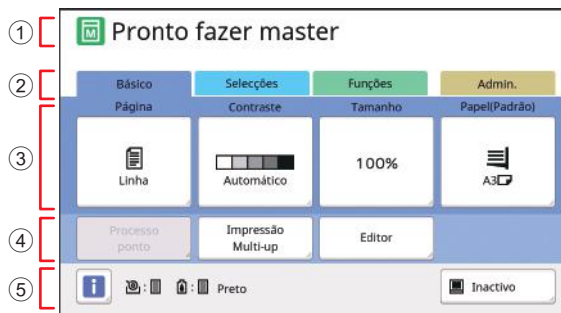 ① Pronto fazer master
② Básico Selecções Funções Admin.
Página Contraste Tamanho Papel(Padrão)
③ 100%
Linha Automático A3
④ Processo ponto Impressão Multi-up Editor
⑤ i : : Preto Inactivo